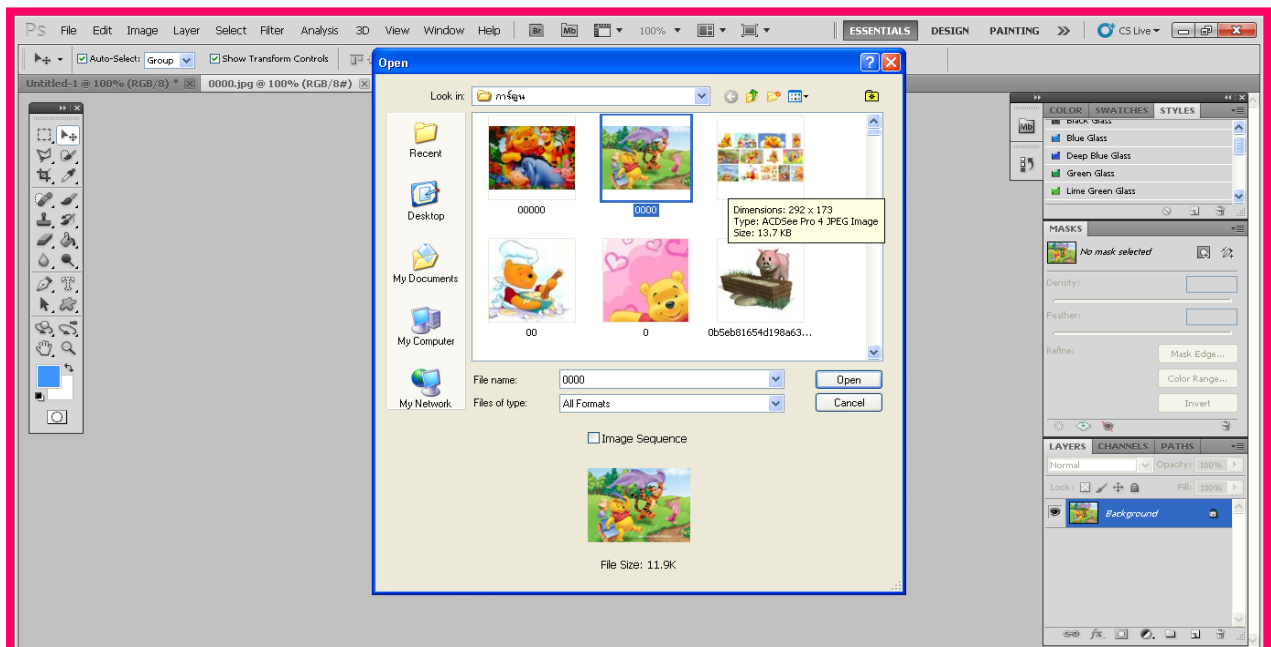 PS File Edit Image Layer Select Filter Analysis 3D View Window Help Br Mb 100% ESSENTIALS DESIGN PAINTING CS Live
Auto-Select: Group Show Transform Controls
Untitled-1 @ 100% (RGB/8) * 0000.jpg @ 100% (RGB/8#)
Open
Look in: การ์ตูน
Recent
Desktop
My Documents
My Computer
My Network
00000
0000
Dimensions: 292 x 173
Type: ACDSee Pro 4 JPEG Image
Size: 13.7 KB
00
0
0b5eb81654d198a63...
File name: 0000
Open
Files of type: All Formats
Cancel
Image Sequence
File Size: 11.9K
Mb
COLOR SWATCHES STYLES
Black Glass
Blue Glass
Deep Blue Glass
Green Glass
Lime Green Glass
MASKS
No mask selected
Density:
Feather:
Refine:
Mask Edge...
Color Range...
Invert
LAYERS CHANNELS PATHS
Normal Opacity: 100%
Lock: Fill: 100%
Background
fx.